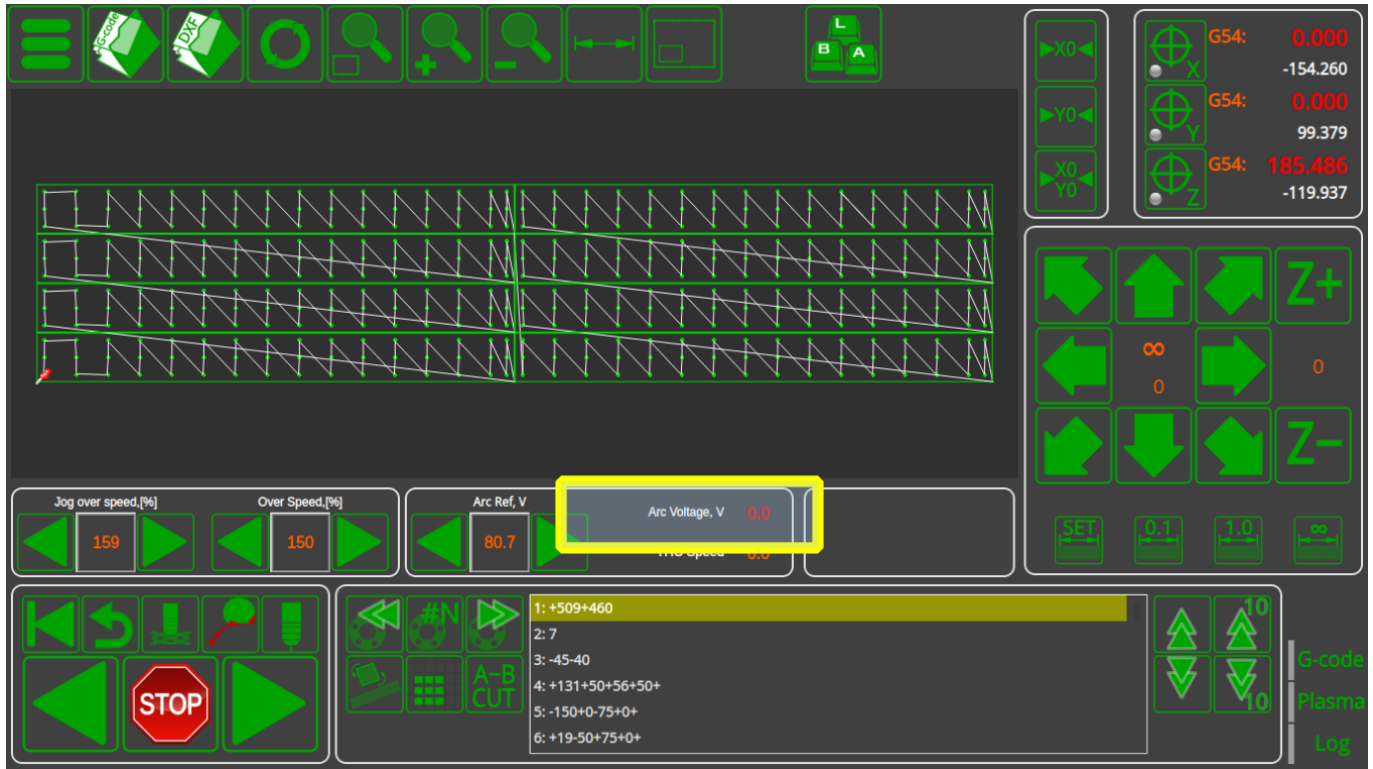 G-code
DXF
L
B A
X0
Y0
X0
Y0
X
Y
Z
G54: 0.000
-154.260
G54: 0.000
99.379
G54: 185.486
-119.937
Z+
∞
0
0
Z−
SET
0.1
1.0
∞
Jog over speed,[%]
159
Over Speed,[%]
150
Arc Ref, V
80.7
Arc Voltage, V 0.0
THC Speed 0.0
STOP
#N
A−B
CUT
1: +509+460
2: 7
3: -45-40
4: +131+50+56+50+
5: -150+0-75+0+
6: +19-50+75+0+
10
10
G-code
Plasma
Log